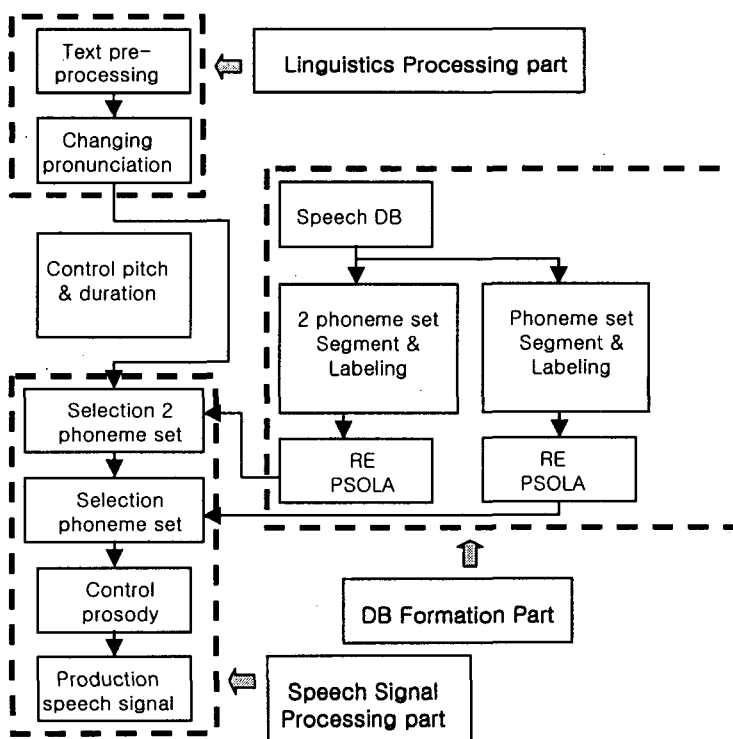 Text pre-
processing
Linguistics Processing part
Changing
pronunciation
Control pitch
& duration
Speech DB
2 phoneme set
Segment &
Labeling
Phoneme set
Segment &
Labeling
RE
PSOLA
RE
PSOLA
Selection 2
phoneme set
Selection
phoneme set
Control
prosody
Production
speech signal
DB Formation Part
Speech Signal
Processing part